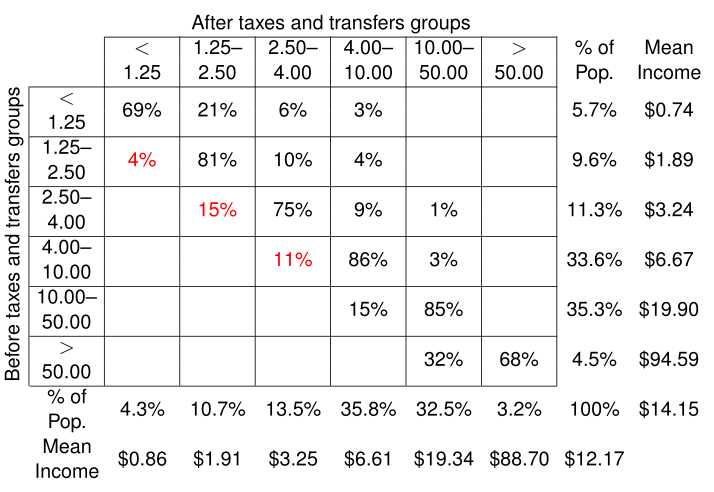 After taxes and transfers groups
< 1.25– 2.50– 4.00– 10.00– > % of Mean
1.25 2.50 4.00 10.00 50.00 50.00 Pop. Income
Before taxes and transfers groups
<
1.25 69% 21% 6% 3% 5.7% $0.74
1.25–
2.50 4% 81% 10% 4% 9.6% $1.89
2.50–
4.00 15% 75% 9% 1% 11.3% $3.24
4.00–
10.00 11% 86% 3% 33.6% $6.67
10.00–
50.00 15% 85% 35.3% $19.90
>
50.00 32% 68% 4.5% $94.59
% of
Pop. 4.3% 10.7% 13.5% 35.8% 32.5% 3.2% 100% $14.15
Mean
Income $0.86 $1.91 $3.25 $6.61 $19.34 $88.70 $12.17